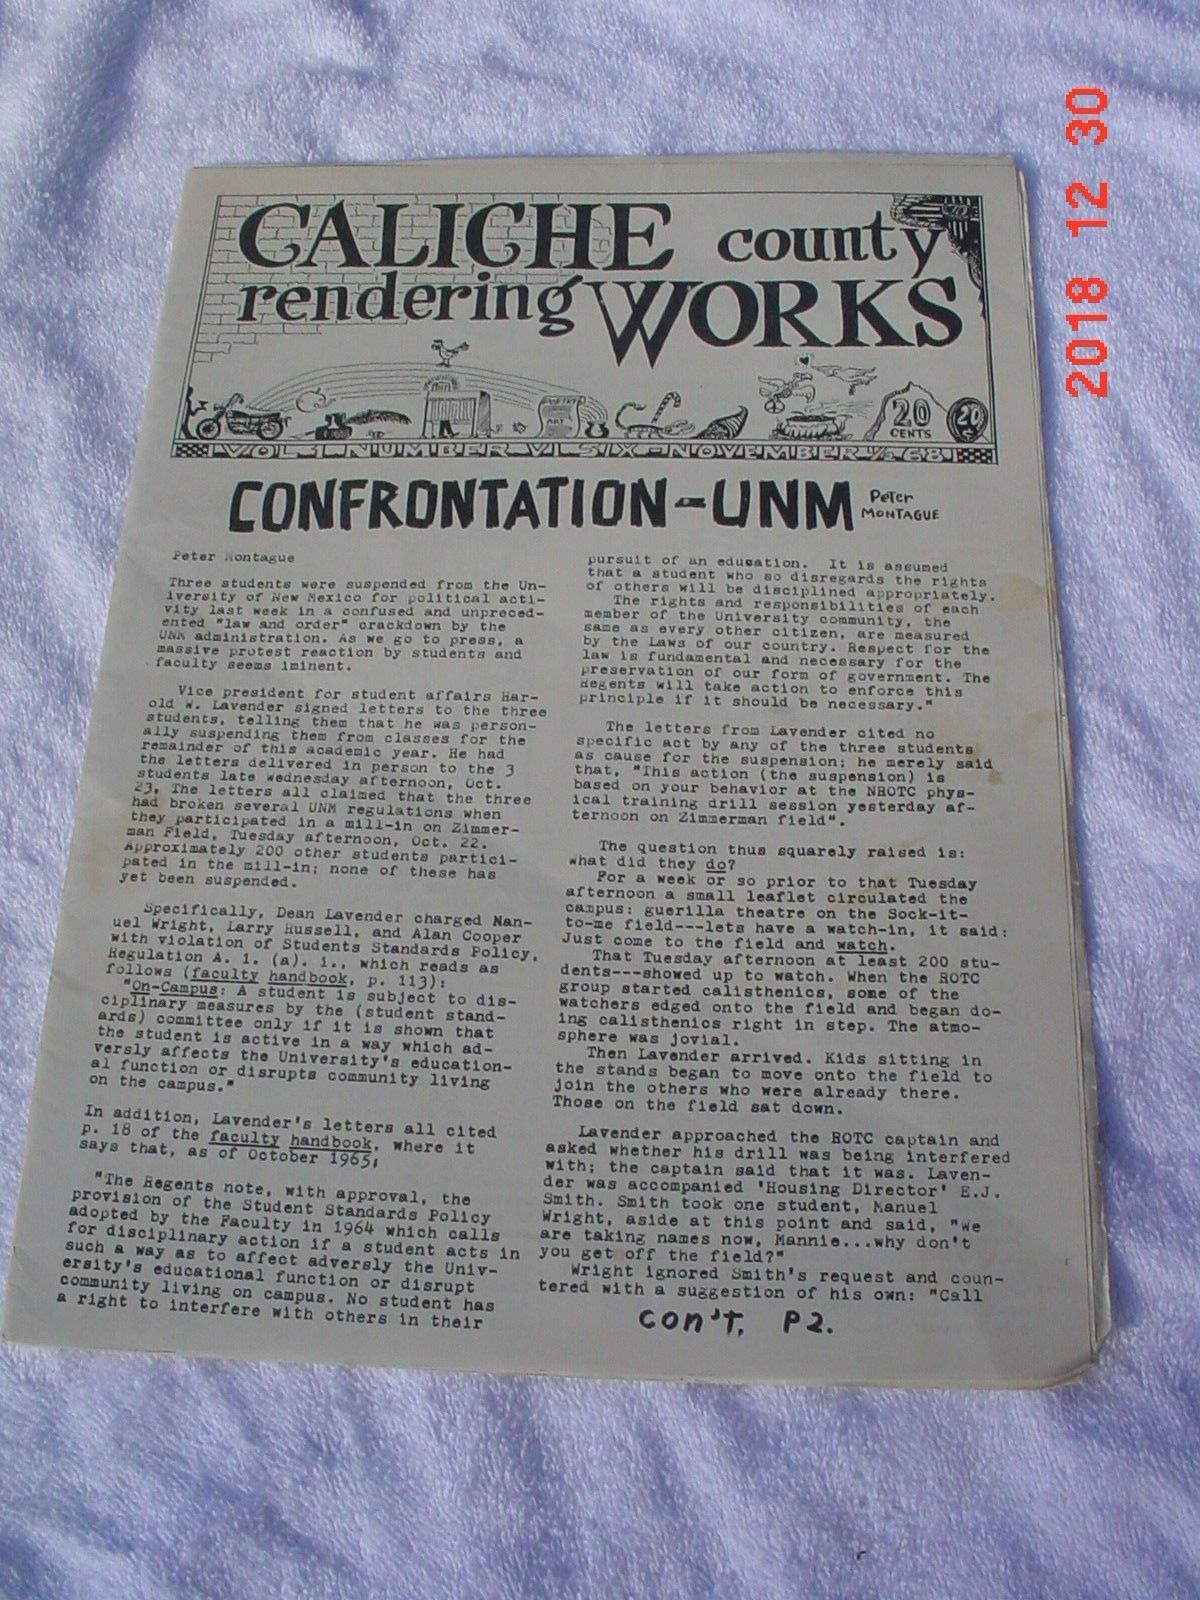 2018 12 30
CALICHE county
rendering WORKS
POETRY
ART
20
CENTS
20
VOL 1 NUMBER VI SIX - NOVEMBER 1/2 68
CONFRONTATION - UNM
Peter
MONTAGUE
Peter Montague
Three students were suspended from the Un-
iversity of New Mexico for political acti-
vity last week in a confused and unpreced-
ented "law and order" crackdown by the
UNM administration. As we go to press, a
massive protest reaction by students and
faculty seems iminent.
Vice president for student affairs Har-
old W. Lavender signed letters to the three
students, telling them that he was person-
ally suspending them from classes for the
remainder of this academic year. He had
the letters delivered in person to the 3
students late Wednesday afternoon, Oct.
23. The letters all claimed that the three
had broken several UNM regulations when
they participated in a mill-in on Zimmer-
man Field, Tuesday afternoon, Oct. 22.
Approximately 200 other students partici-
pated in the mill-in; none of these has
yet been suspended.
Specifically, Dean Lavender charged Nan-
uel Wright, Larry Russell, and Alan Cooper
with violation of Students Standards Policy,
Regulation A. 1. (a). i., which reads as
follows (faculty handbook, p. 113):
"On-Campus: A student is subject to dis-
ciplinary measures by the (student stand-
ards) committee only if it is shown that
the student is active in a way which ad-
versly affects the University's education-
al function or disrupts community living
on the campus."
In addition, Lavender's letters all cited
p. 18 of the faculty handbook, where it
says that, as of October 1965;
"The Regents note, with approval, the
provision of the Student Standards Policy
adopted by the Faculty in 1964 which calls
for disciplinary action if a student acts in
such a way as to affect adversly the Univ-
ersity's educational function or disrupt
community living on campus. No student has
a right to interfere with others in their
pursuit of an education. It is assumed
that a student who so disregards the rights
of others will be disciplined appropriately.
The rights and responsibilities of each
member of the University community, the
same as every other citizen, are measured
by the Laws of our country. Respect for the
law is fundamental and necessary for the
preservation of our form of government. The
Regents will take action to enforce this
principle if it should be necessary."
The letters from Lavender cited no
specific act by any of the three students
as cause for the suspension; he merely said
that, "This action (the suspension) is
based on your behavior at the NROTC phys-
ical training drill session yesterday af-
ternoon on Zimmerman field".
The question thus squarely raised is:
what did they do?
For a week or so prior to that Tuesday
afternoon a small leaflet circulated the
campus: guerilla theatre on the Sock-it-
to-me field---lets have a watch-in, it said:
Just come to the field and watch.
That Tuesday afternoon at least 200 stu-
dents---showed up to watch. When the ROTC
group started calisthenics, some of the
watchers edged onto the field and began do-
ing calisthenics right in step. The atmo-
sphere was jovial.
Then Lavender arrived. Kids sitting in
the stands began to move onto the field to
join the others who were already there.
Those on the field sat down.
Lavender approached the ROTC captain and
asked whether his drill was being interfered
with; the captain said that it was. Laven-
der was accompanied 'Housing Director' E.J.
Smith. Smith took one student, Manuel
Wright, aside at this point and said, "We
are taking names now, Mannie...why don't
you get off the field?"
Wright ignored Smith's request and coun-
tered with a suggestion of his own: "Call
con't. P2.